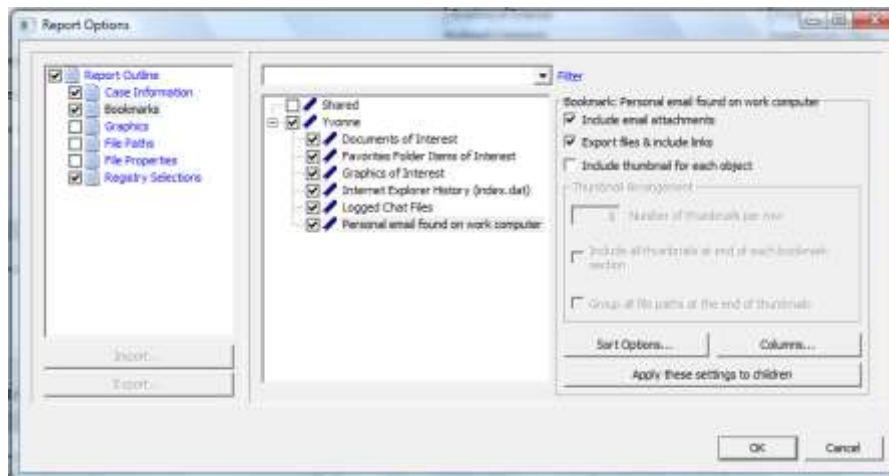 Report Options
Report Outline
Case Information
Bookmarks
Graphics
File Paths
File Properties
Registry Selections
Import...
Export...
Filter
Shared
Yvonne
Documents of Interest
Favorites Folder Items of Interest
Graphics of Interest
Internet Explorer History (index.dat)
Logged Chat Files
Personal email found on work computer
Bookmark: Personal email found on work computer
Include email attachments
Export files & include links
Include thumbnail for each object
Thumbnail Arrangement
Number of thumbnails per row
Include all thumbnails at end of each bookmark
section
Group all file paths at the end of thumbnails
Sort Options...
Columns...
Apply these settings to children
OK
Cancel